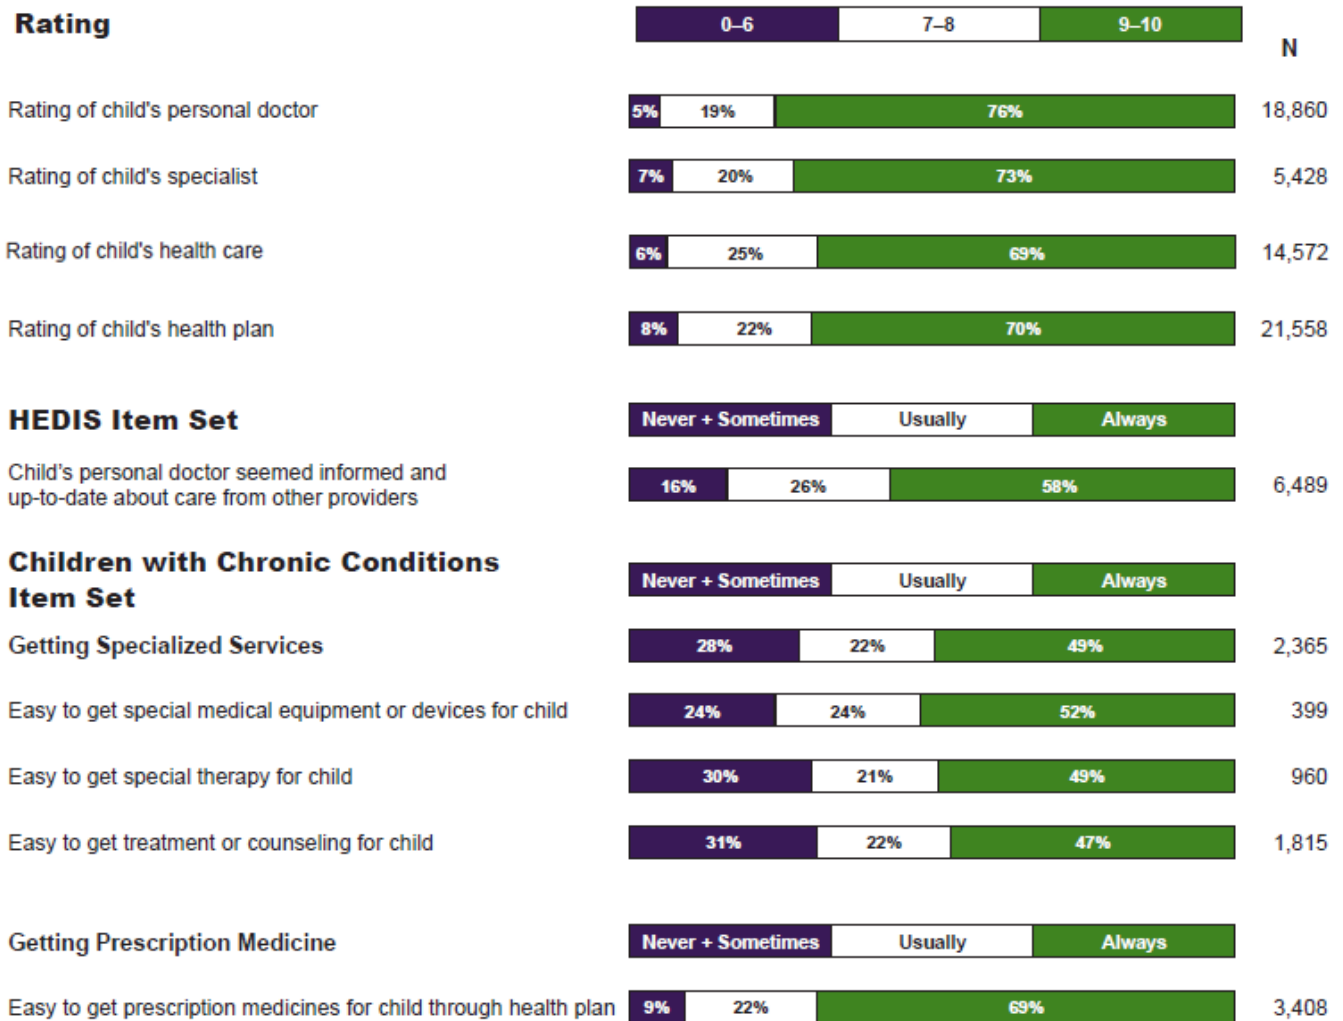 Rating 0–6 7–8 9–10
N
Rating of child's personal doctor 5% 19% 76% 18,860
Rating of child's specialist 7% 20% 73% 5,428
Rating of child's health care 6% 25% 69% 14,572
Rating of child's health plan 8% 22% 70% 21,558
HEDIS Item Set Never + Sometimes Usually Always
Child's personal doctor seemed informed and
up-to-date about care from other providers 16% 26% 58% 6,489
Children with Chronic Conditions
Item Set Never + Sometimes Usually Always
Getting Specialized Services 28% 22% 49% 2,365
Easy to get special medical equipment or devices for child 24% 24% 52% 399
Easy to get special therapy for child 30% 21% 49% 960
Easy to get treatment or counseling for child 31% 22% 47% 1,815
Getting Prescription Medicine Never + Sometimes Usually Always
Easy to get prescription medicines for child through health plan 9% 22% 69% 3,408